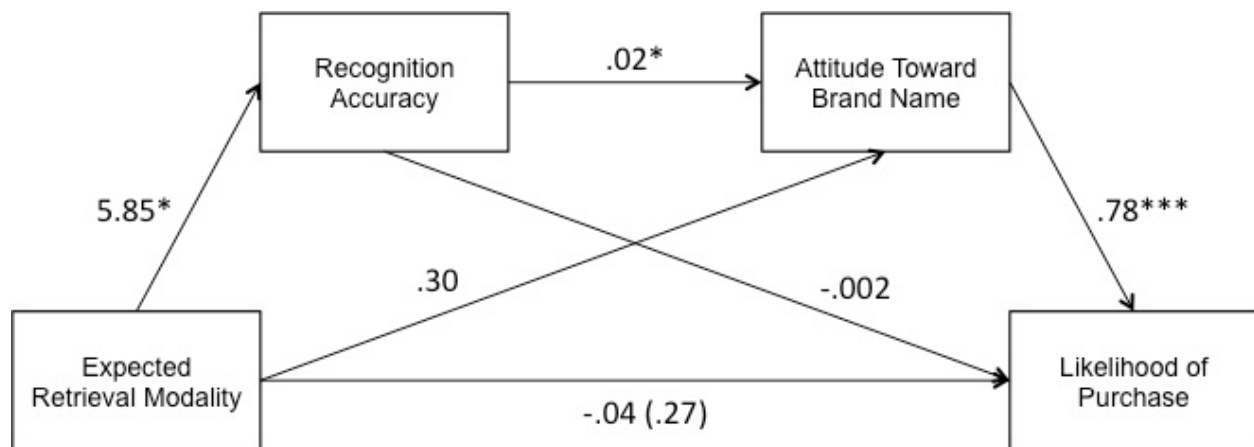 Recognition
Accuracy
.02*
Attitude Toward
Brand Name
5.85*
.78***
.30
-.002
Expected
Retrieval Modality
Likelihood of
Purchase
-.04 (.27)